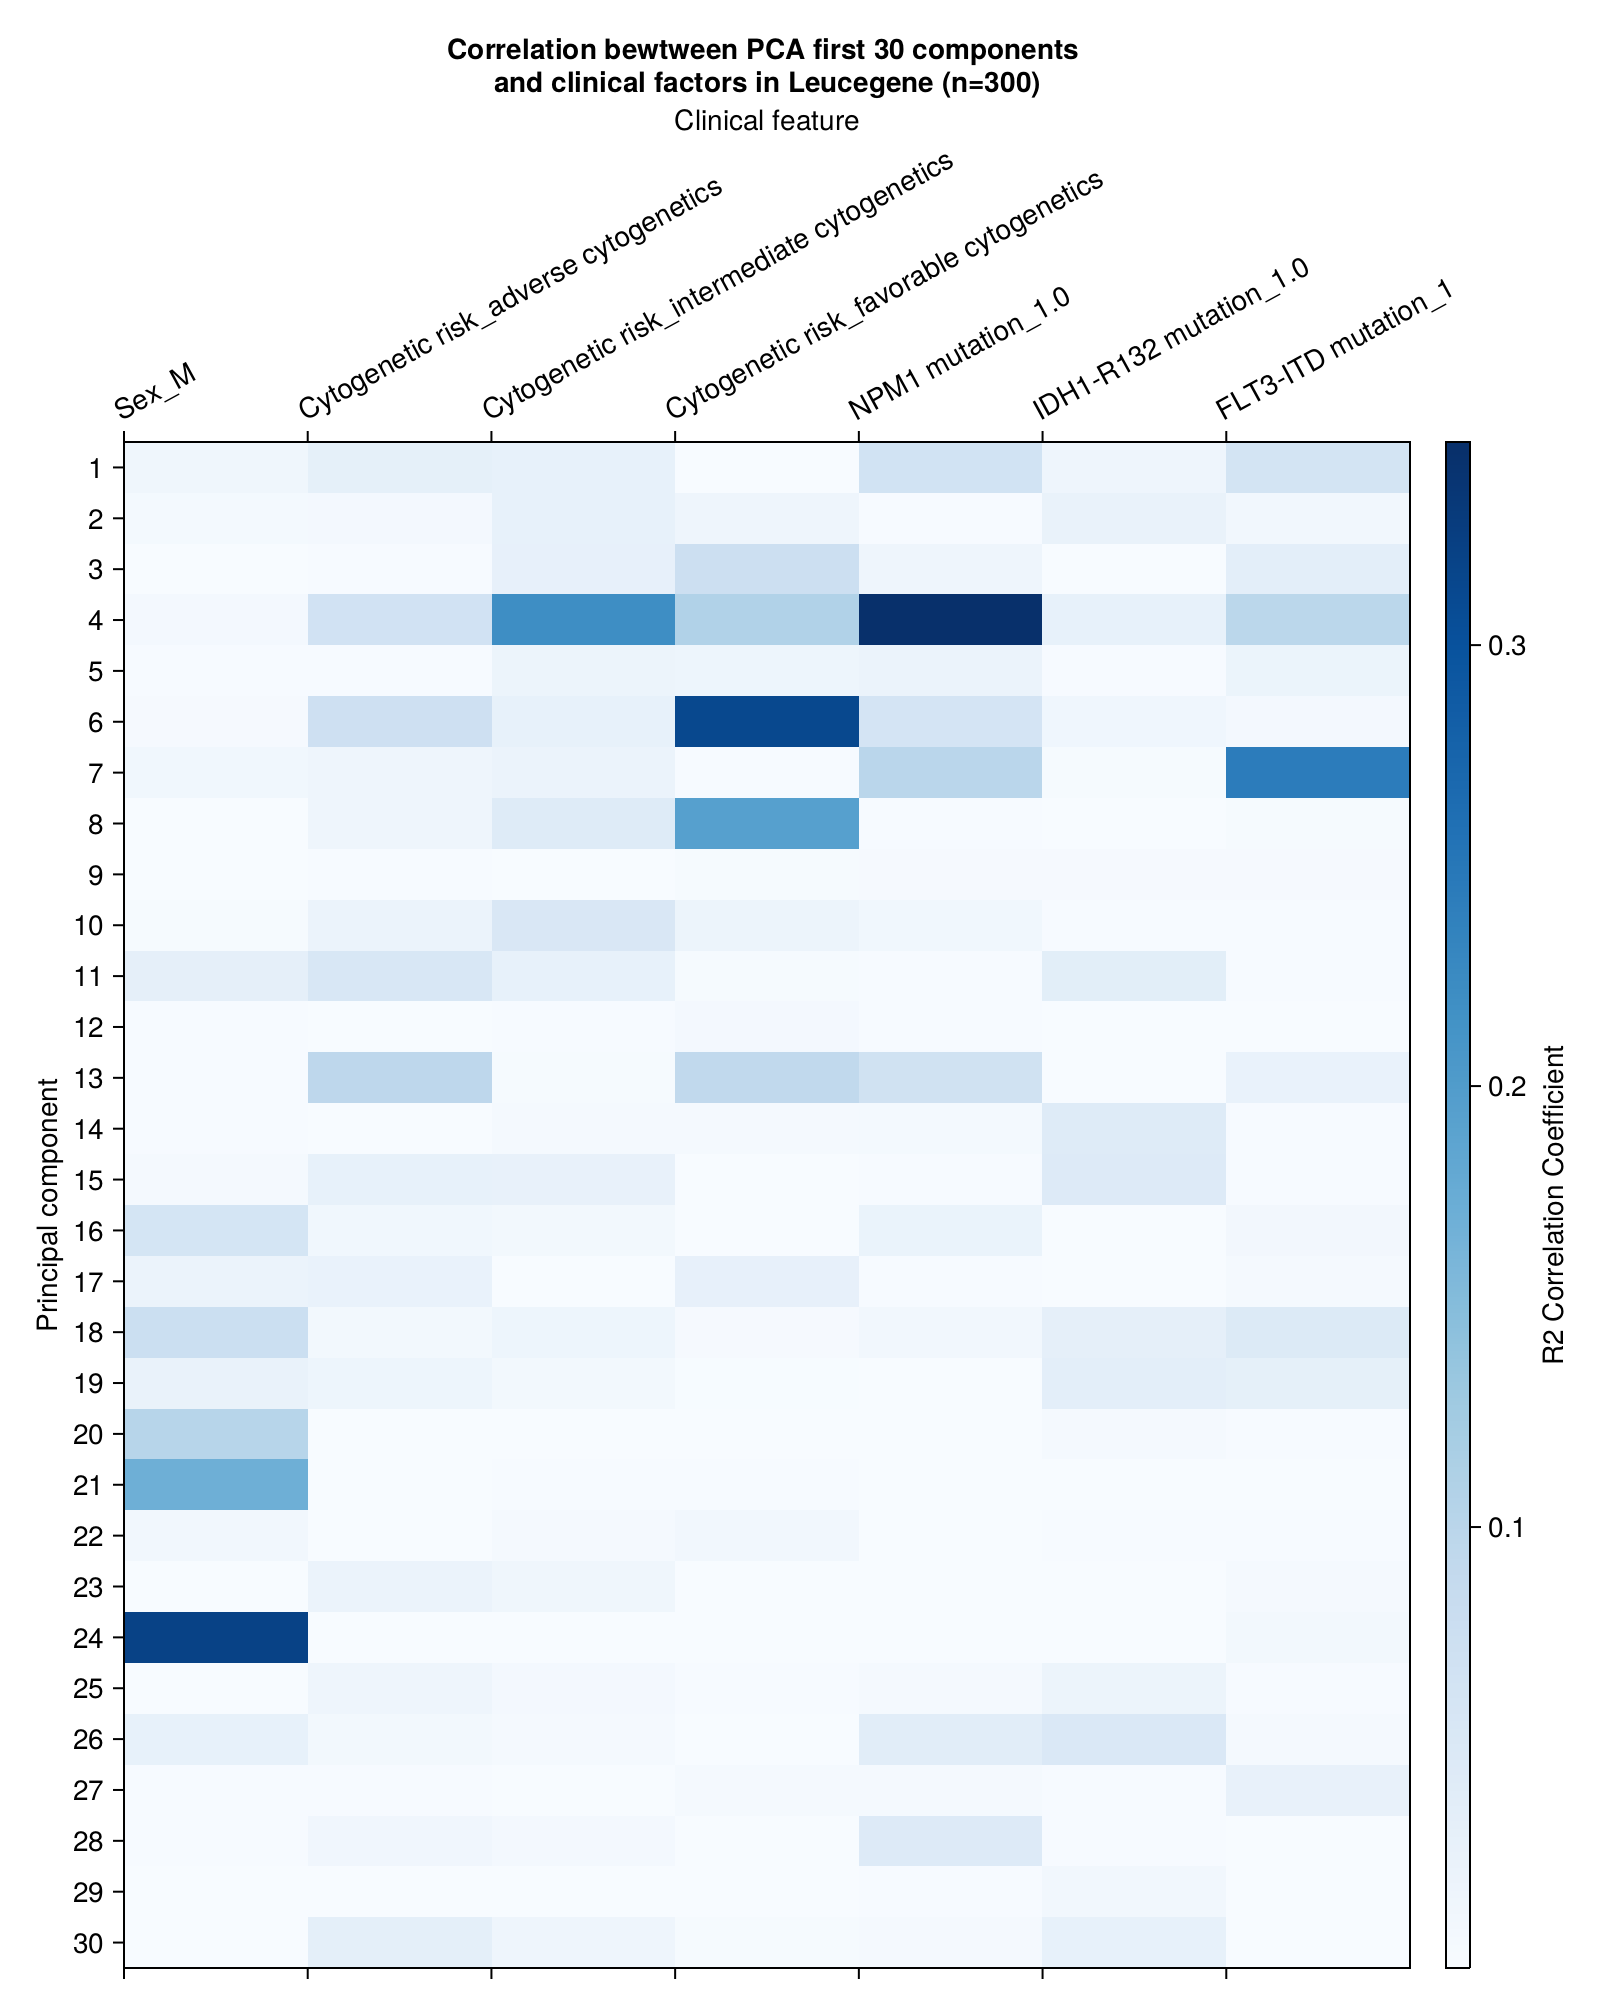 Correlation bewtween PCA first 30 components
and clinical factors in Leucegene (n=300)
Clinical feature
Sex_M
Cytogenetic risk_adverse cytogenetics
Cytogenetic risk_intermediate cytogenetics
Cytogenetic risk_favorable cytogenetics
NPM1 mutation_1.0
IDH1-R132 mutation_1.0
FLT3-ITD mutation_1
Principal component
1
2
3
4
5
6
7
8
9
10
11
12
13
14
15
16
17
18
19
20
21
22
23
24
25
26
27
28
29
30
0.3
0.2
0.1
R2 Correlation Coefficient